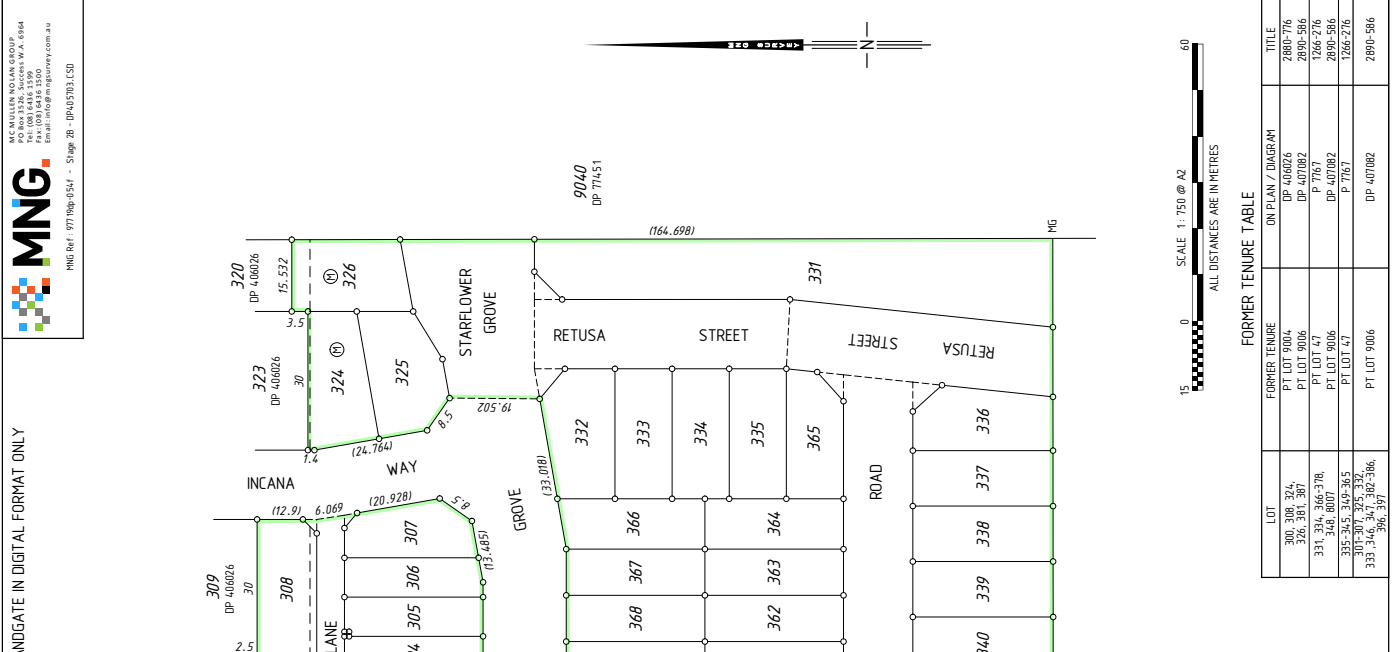 MC MULLEN NOLAN GROUP
PO Box 3526, Success W.A. 6964
Tel: (08) 6436 1599
Fax: (08) 6436 1500
Email: info@mngsurvey.com.au
MNG
MNG Ref: 97719dp-054f - Stage 2B - DP405703.CSD
ANDGATE IN DIGITAL FORMAT ONLY
MNG SURVEY
N
9040
DP 77451
(164.698)
MG
320
DP 406026
15.532
M
326
3.5
STARFLOWER
GROVE
331
RETUSA
STREET
STREET
RETUSA
323
DP 406026
30
M
324
325
19.502
8.5
(24.764)
1.4
332
333
334
335
365
336
(33.018)
INCANA
WAY
GROVE
ROAD
337
(12.9)
6.069
(20.928)
8.5
(13.485)
366
364
338
309
DP 406026
30
308
307
306
305
367
363
339
368
362
340
2.5
LANE
SCALE 1: 750 @ A2
15
0
60
ALL DISTANCES ARE IN METRES
FORMER TENURE TABLE
LOT
FORMER TENURE
ON PLAN / DIAGRAM
TITLE
300, 308, 324,
PT LOT 9004
DP 406026
2880-776
326, 381, 387
PT LOT 9006
DP 407082
2890-586
331, 334, 366-378,
PT LOT 47
P 7767
1266-276
348, 8007
PT LOT 9006
DP 407082
2890-586
335-345, 349-365
PT LOT 47
P 7767
1266-276
301-307, 325, 332,
333, 346, 347, 382-386,
396, 397
PT LOT 9006
DP 407082
2890-586